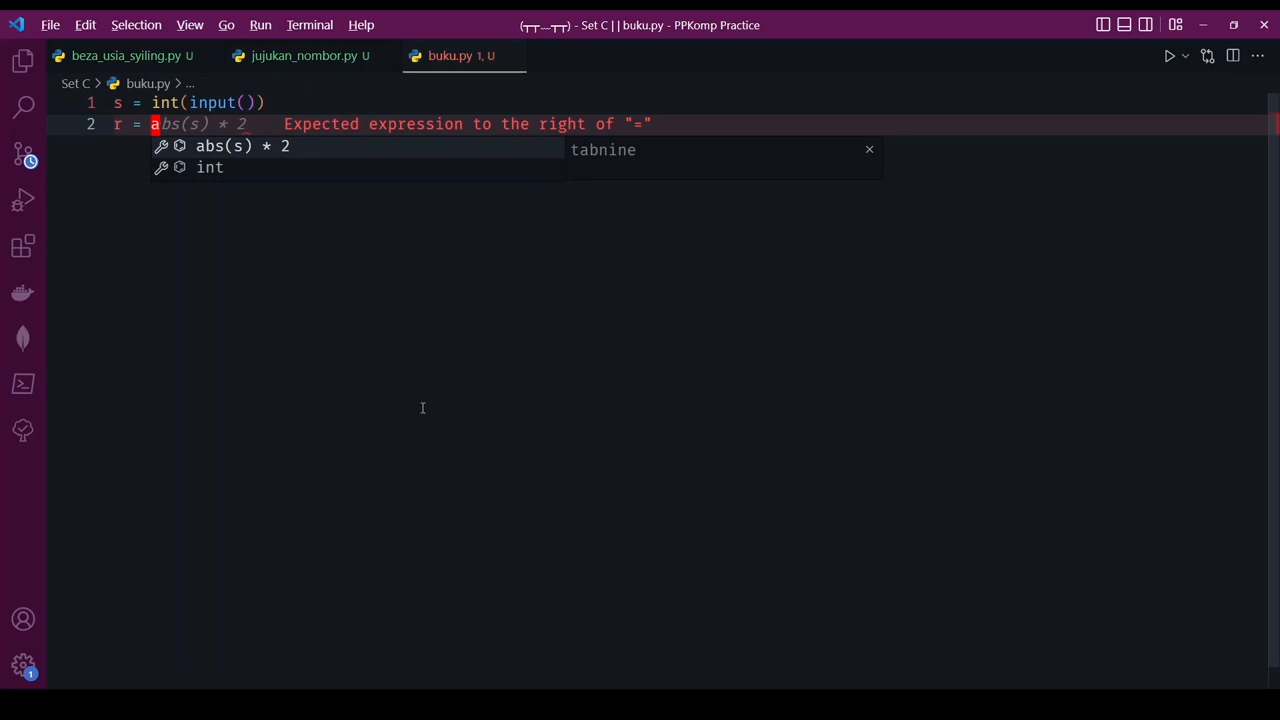 File Edit Selection View Go Run Terminal Help (┬┬﹏┬┬) - Set C || buku.py - PPKomp Practice
beza_usia_syiling.py U jujukan_nombor.py U buku.py 1, U
Set C > buku.py > ...
1 s = int(input())
2 r = abs(s) * 2 Expected expression to the right of "="
abs(s) * 2 tabnine
int
1